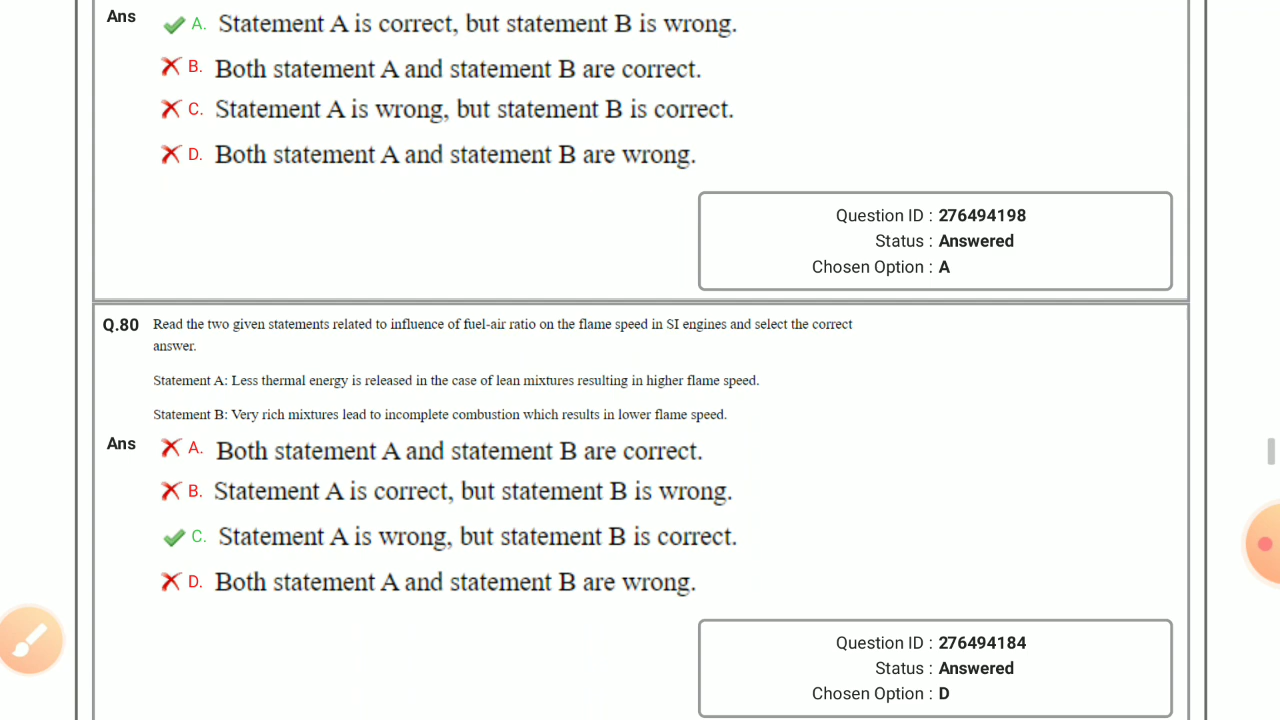 Ans A. Statement A is correct, but statement B is wrong.
B. Both statement A and statement B are correct.
C. Statement A is wrong, but statement B is correct.
D. Both statement A and statement B are wrong.
Question ID : 276494198
Status : Answered
Chosen Option : A
Q.80 Read the two given statements related to influence of fuel-air ratio on the flame speed in SI engines and select the correct
answer.
Statement A: Less thermal energy is released in the case of lean mixtures resulting in higher flame speed.
Statement B: Very rich mixtures lead to incomplete combustion which results in lower flame speed.
Ans A. Both statement A and statement B are correct.
B. Statement A is correct, but statement B is wrong.
C. Statement A is wrong, but statement B is correct.
D. Both statement A and statement B are wrong.
Question ID : 276494184
Status : Answered
Chosen Option : D